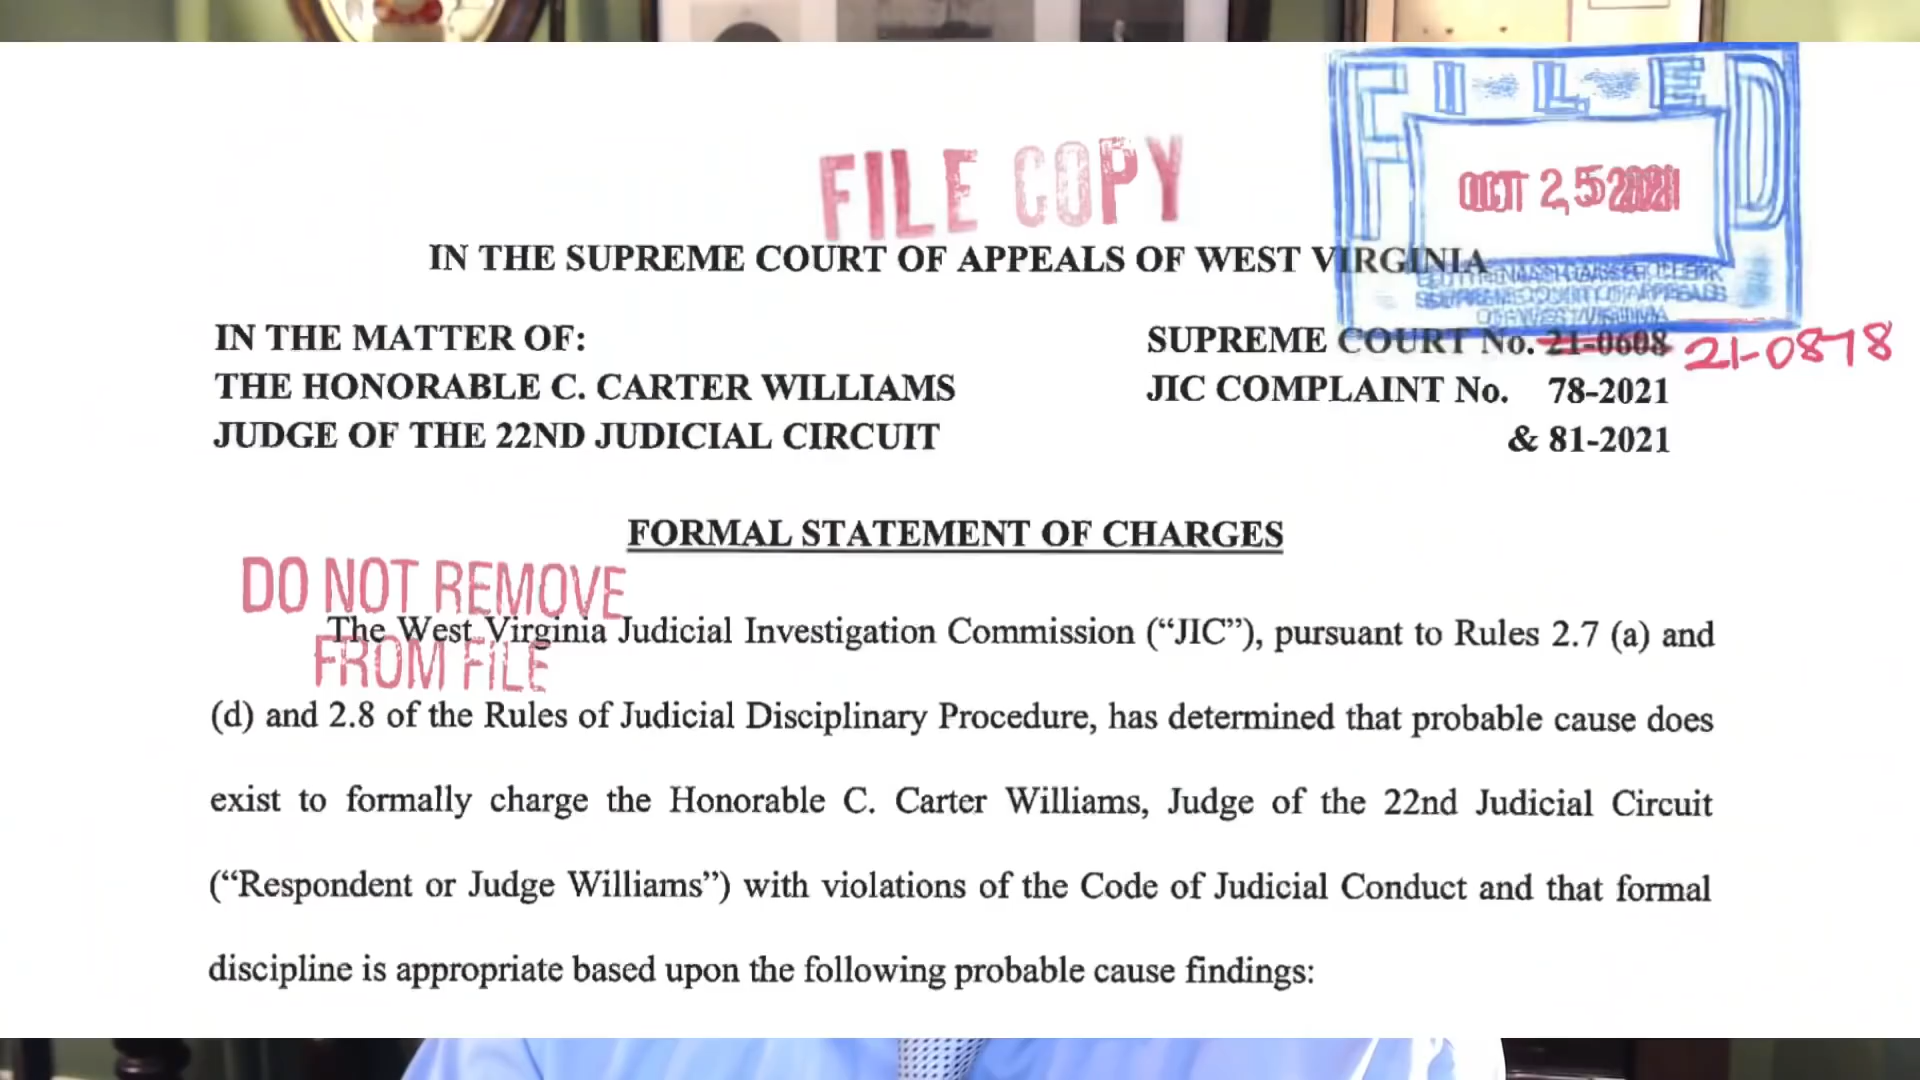 FILED
OCT 25 2021
FILE COPY
IN THE SUPREME COURT OF APPEALS OF WEST VIRGINIA
IN THE MATTER OF:
THE HONORABLE C. CARTER WILLIAMS
JUDGE OF THE 22ND JUDICIAL CIRCUIT
SUPREME COURT No. 21-0608 21-0878
JIC COMPLAINT No. 78-2021
& 81-2021
FORMAL STATEMENT OF CHARGES
DO NOT REMOVE
FROM FILE
The West Virginia Judicial Investigation Commission (“JIC”), pursuant to Rules 2.7 (a) and
(d) and 2.8 of the Rules of Judicial Disciplinary Procedure, has determined that probable cause does
exist to formally charge the Honorable C. Carter Williams, Judge of the 22nd Judicial Circuit
(“Respondent or Judge Williams”) with violations of the Code of Judicial Conduct and that formal
discipline is appropriate based upon the following probable cause findings: